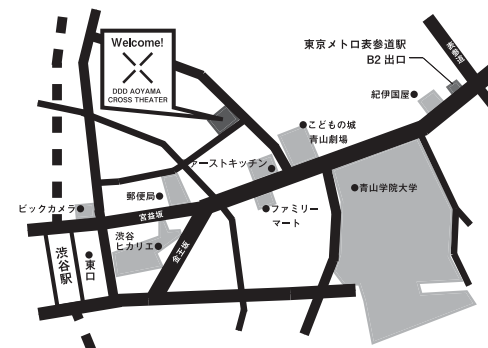 Welcome!
DDD AOYAMA
CROSS THEATER
東京メトロ表参道駅
B2 出口
表参道
紀伊国屋
こどもの城
青山劇場
ァーストキッチン
青山学院大学
郵便局
ビックカメラ
宮益坂
ファミリー
マート
渋谷
ヒカリエ
金王坂
渋谷駅
東口